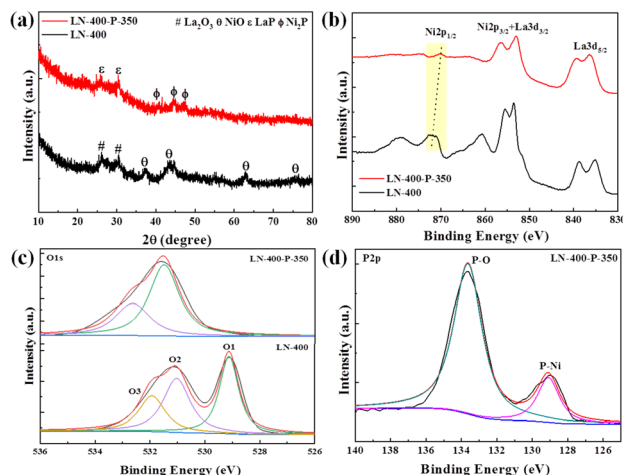 (a)
LN-400-P-350
LN-400
# La₂O₃ θ NiO ε LaP ϕ Ni₂P
ε
ε
ϕ
ϕ
ϕ
#
#
θ
θ
θ
θ
Intensity (a.u.)
10 20 30 40 50 60 70 80
2θ (degree)
(b)
Ni2p₁/₂
Ni2p₃/₂+La3d₃/₂
La3d₅/₂
LN-400-P-350
LN-400
Intensity (a.u.)
890 880 870 860 850 840 830
Binding Energy (eV)
(c)
O1s
LN-400-P-350
LN-400
O1
O2
O3
Intensity (a.u.)
536 534 532 530 528 526
Binding Energy (eV)
(d)
P2p
P-O
LN-400-P-350
P-Ni
Intensity (a.u.)
140 138 136 134 132 130 128 126
Binding Energy (eV)